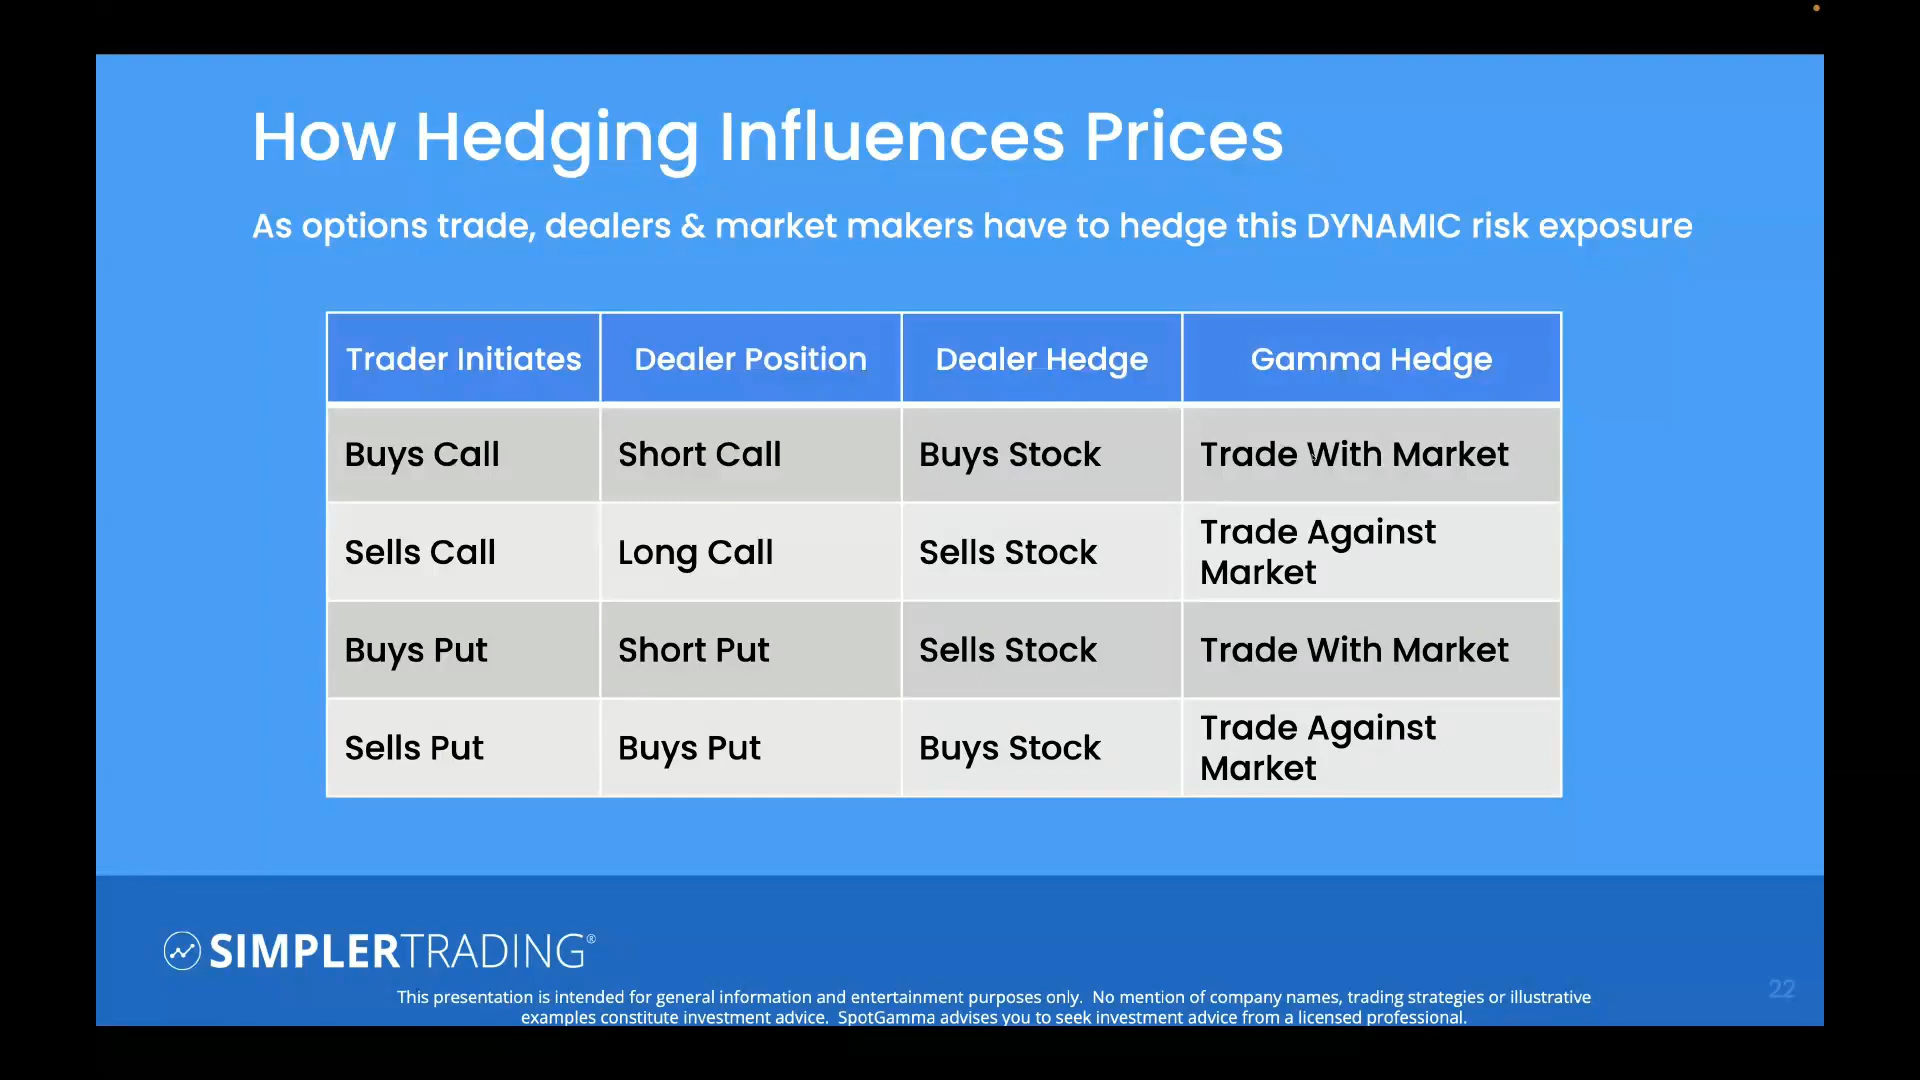 How Hedging Influences Prices
As options trade, dealers & market makers have to hedge this DYNAMIC risk exposure
Trader Initiates Dealer Position Dealer Hedge Gamma Hedge
Buys Call Short Call Buys Stock Trade With Market
Sells Call Long Call Sells Stock Trade Against
Market
Buys Put Short Put Sells Stock Trade With Market
Sells Put Buys Put Buys Stock Trade Against
Market
SIMPLERTRADING®
This presentation is intended for general information and entertainment purposes only. No mention of company names, trading strategies or illustrative
examples constitute investment advice. SpotGamma advises you to seek investment advice from a licensed professional.
22